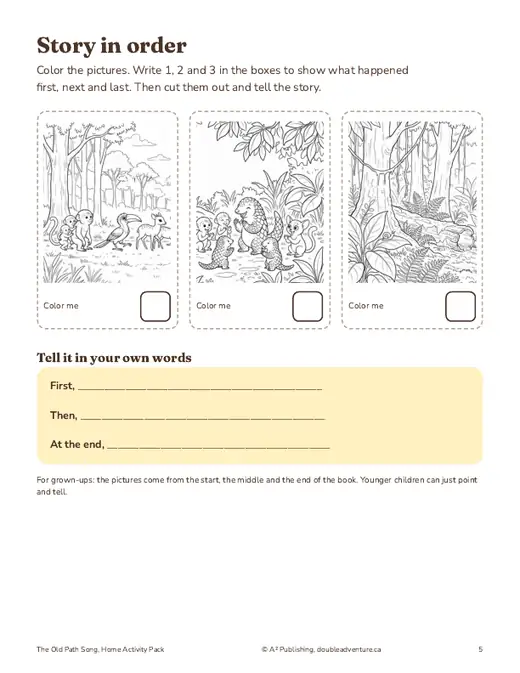 Story in order
Color the pictures. Write 1, 2 and 3 in the boxes to show what happened
first, next and last. Then cut them out and tell the story.
Color me
Color me
Color me
Tell it in your own words
First, ______________________________________________
Then, ______________________________________________
At the end, __________________________________________
For grown-ups: the pictures come from the start, the middle and the end of the book. Younger children can just point
and tell.
The Old Path Song, Home Activity Pack
© A² Publishing, doubleadventure.ca
5